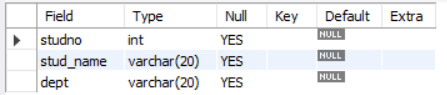 Field Type Null Key Default Extra
studno int YES NULL
stud_name varchar(20) YES NULL
dept varchar(20) YES NULL